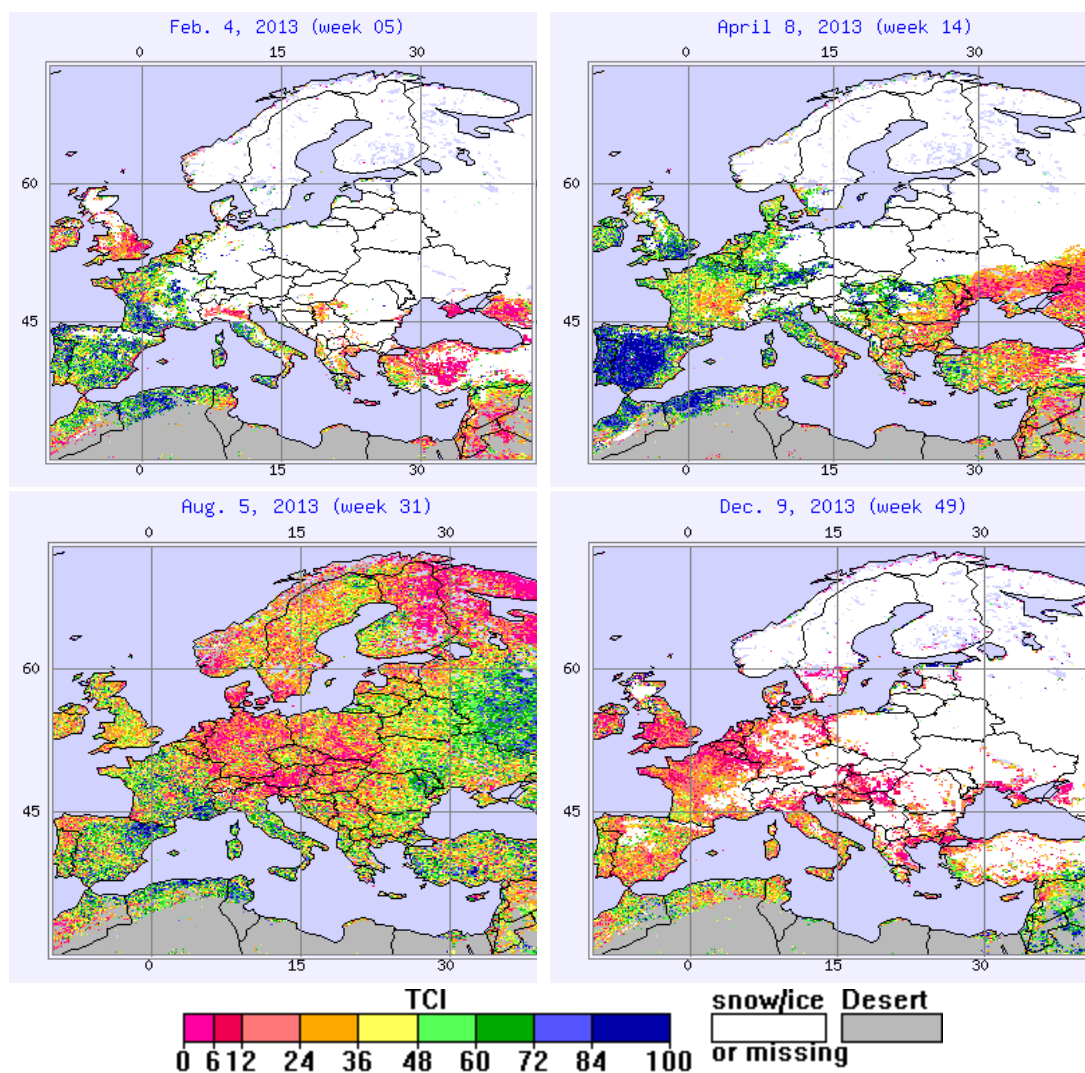 Feb. 4, 2013 (week 05)
0 15 30
60
45
0 15 30
April 8, 2013 (week 14)
0 15 30
60
45
0 15 30
Aug. 5, 2013 (week 31)
0 15 30
60
45
0 15 30
Dec. 9, 2013 (week 49)
0 15 30
60
45
0 15 30
TCI
0 6 12 24 36 48 60 72 84 100
snow/ice
or missing
Desert